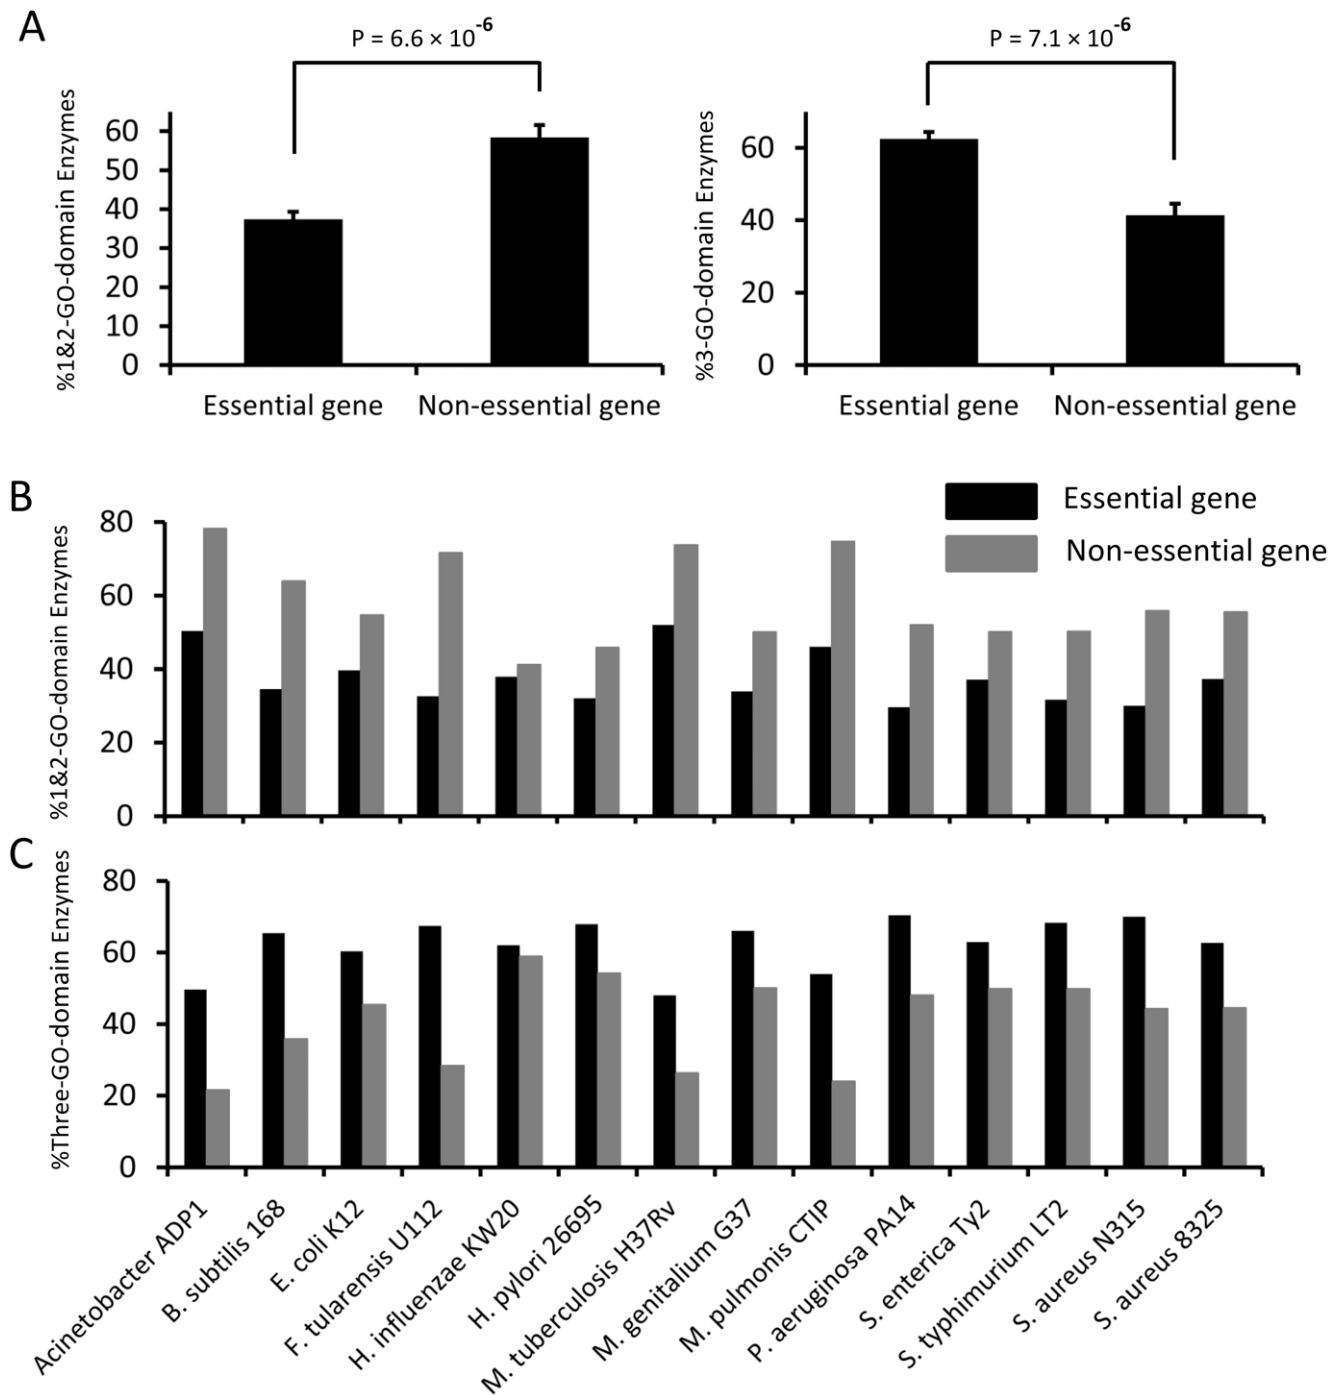 A
P = 6.6 × 10-6
%1&2-GO-domain Enzymes
60
50
40
30
20
10
0
Essential gene
Non-essential gene
P = 7.1 × 10-6
%3-GO-domain Enzymes
60
40
20
0
Essential gene
Non-essential gene
B
Essential gene
Non-essential gene
%1&2-GO-domain Enzymes
80
60
40
20
0
C
%Three-GO-domain Enzymes
80
60
40
20
0
Acinetobacter ADP1
B. subtilis 168
E. coli K12
F. tularensis U112
H. influenzae KW20
H. pylori 26695
M. tuberculosis H37Rv
M. genitalium G37
M. pulmonis CTIP
P. aeruginosa PA14
S. enterica Ty2
S. typhimurium LT2
S. aureus N315
S. aureus 8325